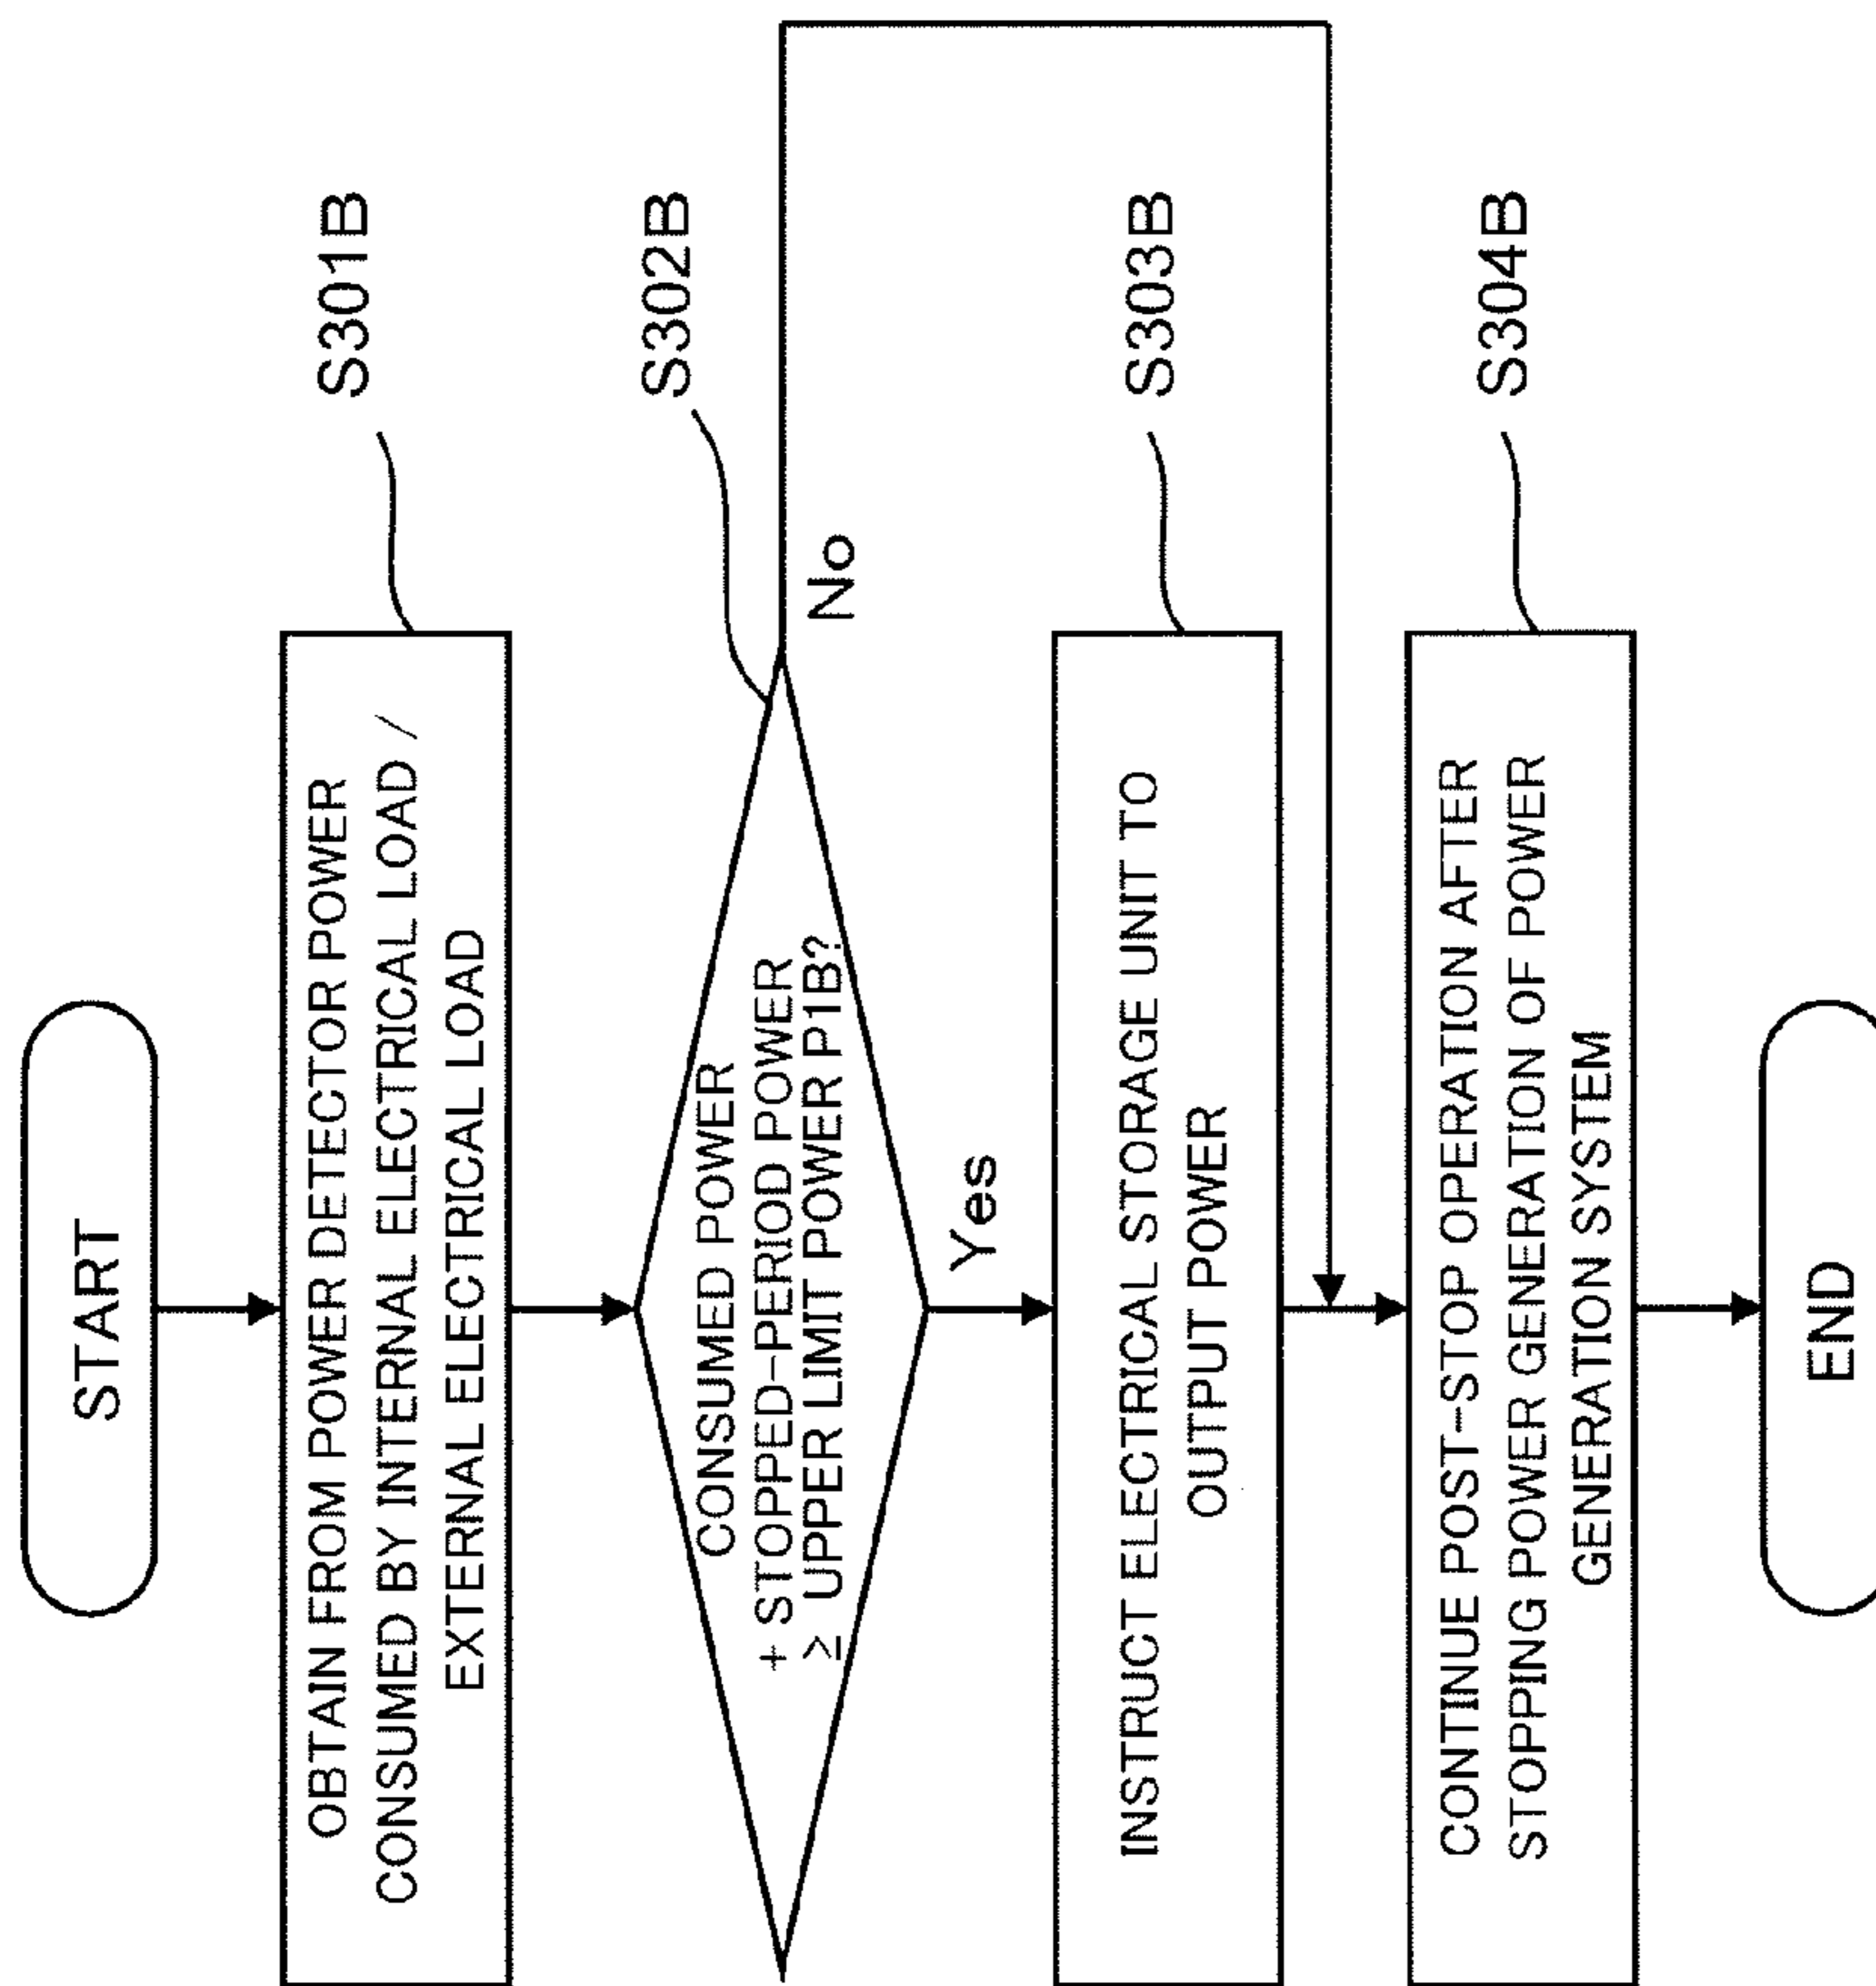 START
OBTAIN FROM POWER DETECTOR POWER
CONSUMED BY INTERNAL ELECTRICAL LOAD /
EXTERNAL ELECTRICAL LOAD
S301B
CONSUMED POWER
+ STOPPED-PERIOD POWER
≥ UPPER LIMIT POWER P1B?
S302B
No
Yes
INSTRUCT ELECTRICAL STORAGE UNIT TO
OUTPUT POWER
S303B
CONTINUE POST-STOP OPERATION AFTER
STOPPING POWER GENERATION OF POWER
GENERATION SYSTEM
S304B
END